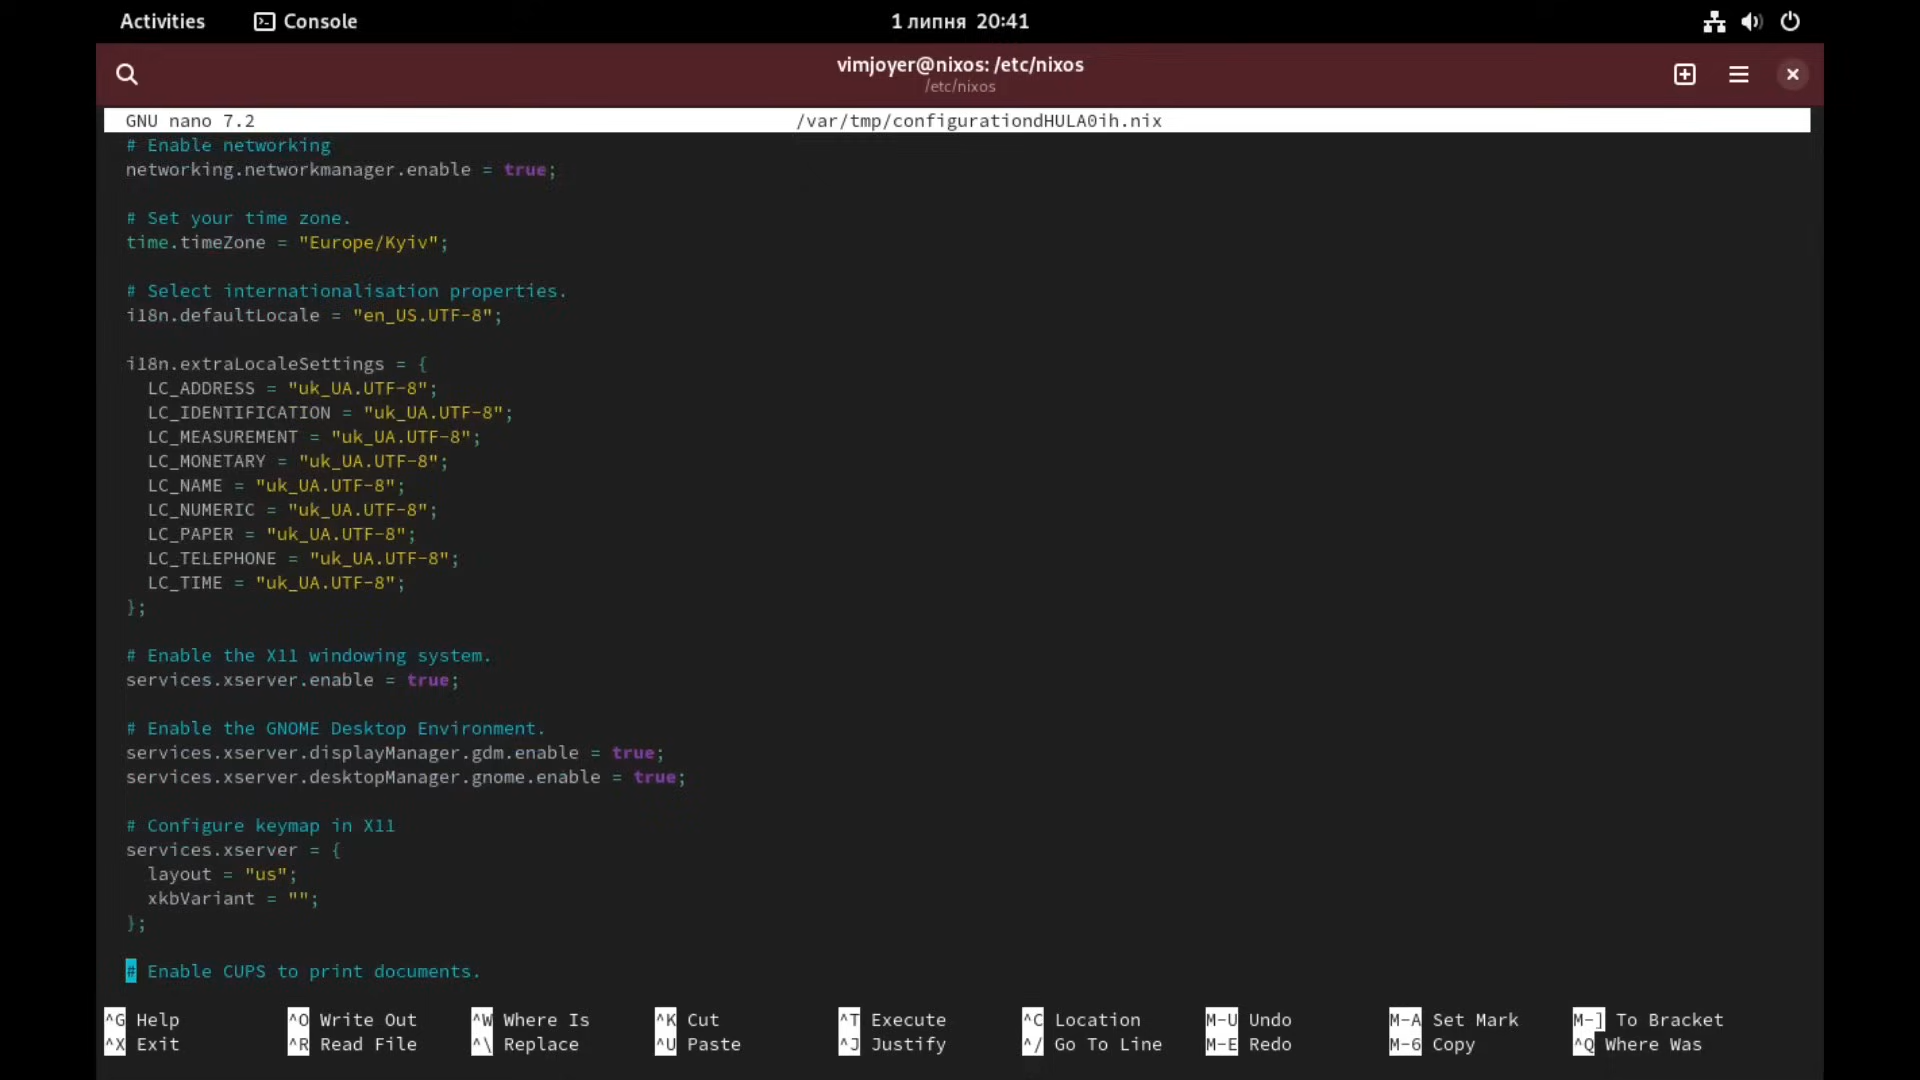 Activities Console 1 липня 20:41
vimjoyer@nixos: /etc/nixos
/etc/nixos
GNU nano 7.2 /var/tmp/configurationdHULA0ih.nix
# Enable networking
networking.networkmanager.enable = true;
# Set your time zone.
time.timeZone = "Europe/Kyiv";
# Select internationalisation properties.
i18n.defaultLocale = "en_US.UTF-8";
i18n.extraLocaleSettings = {
LC_ADDRESS = "uk_UA.UTF-8";
LC_IDENTIFICATION = "uk_UA.UTF-8";
LC_MEASUREMENT = "uk_UA.UTF-8";
LC_MONETARY = "uk_UA.UTF-8";
LC_NAME = "uk_UA.UTF-8";
LC_NUMERIC = "uk_UA.UTF-8";
LC_PAPER = "uk_UA.UTF-8";
LC_TELEPHONE = "uk_UA.UTF-8";
LC_TIME = "uk_UA.UTF-8";
};
# Enable the X11 windowing system.
services.xserver.enable = true;
# Enable the GNOME Desktop Environment.
services.xserver.displayManager.gdm.enable = true;
services.xserver.desktopManager.gnome.enable = true;
# Configure keymap in X11
services.xserver = {
layout = "us";
xkbVariant = "";
};
# Enable CUPS to print documents.
^G Help ^O Write Out ^W Where Is ^K Cut ^T Execute ^C Location M-U Undo M-A Set Mark M-] To Bracket
^X Exit ^R Read File ^\ Replace ^U Paste ^J Justify ^/ Go To Line M-E Redo M-6 Copy ^Q Where Was